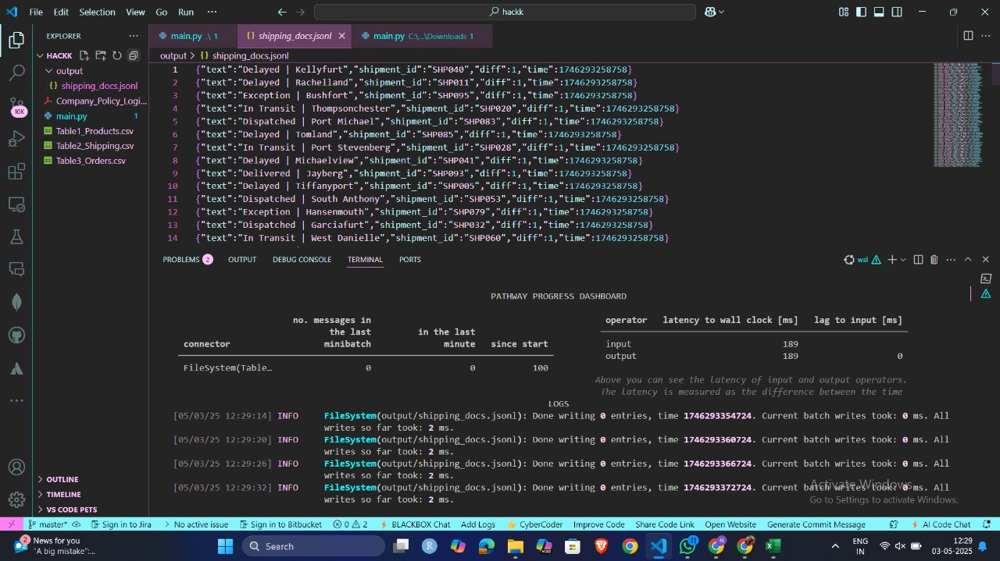 File Edit Selection View Go Run ··· hackk
EXPLORER
HACKK
output
shipping_docs.jsonl
Company_Policy_Logi...
main.py 1
Table1_Products.csv
Table2_Shipping.csv
Table3_Orders.csv
10K
OUTLINE
TIMELINE
VS CODE PETS
main.py .\ 1
shipping_docs.jsonl
main.py C:\...\Downloads 1
output > {} shipping_docs.jsonl
1 {"text":"Delayed | Kellyfurt","shipment_id":"SHP040","diff":1,"time":1746293258758}
2 {"text":"Delayed | Rachelland","shipment_id":"SHP011","diff":1,"time":1746293258758}
3 {"text":"Exception | Bushfort","shipment_id":"SHP095","diff":1,"time":1746293258758}
4 {"text":"In Transit | Thompsonchester","shipment_id":"SHP020","diff":1,"time":1746293258758}
5 {"text":"Dispatched | Port Michael","shipment_id":"SHP083","diff":1,"time":1746293258758}
6 {"text":"Delayed | Tomland","shipment_id":"SHP085","diff":1,"time":1746293258758}
7 {"text":"In Transit | Port Stevenberg","shipment_id":"SHP028","diff":1,"time":1746293258758}
8 {"text":"Delayed | Michaelview","shipment_id":"SHP041","diff":1,"time":1746293258758}
9 {"text":"Delivered | Jayberg","shipment_id":"SHP093","diff":1,"time":1746293258758}
10 {"text":"Delayed | Tiffanyport","shipment_id":"SHP005","diff":1,"time":1746293258758}
11 {"text":"Dispatched | South Anthony","shipment_id":"SHP053","diff":1,"time":1746293258758}
12 {"text":"Exception | Hansenmouth","shipment_id":"SHP079","diff":1,"time":1746293258758}
13 {"text":"Dispatched | Garciafurt","shipment_id":"SHP032","diff":1,"time":1746293258758}
14 {"text":"In Transit | West Danielle","shipment_id":"SHP060","diff":1,"time":1746293258758}
PROBLEMS 2 OUTPUT DEBUG CONSOLE TERMINAL PORTS
wsl
PATHWAY PROGRESS DASHBOARD
no. messages in
the last in the last
connector minibatch minute since start
FileSystem(Table… 0 0 100
operator latency to wall clock [ms] lag to input [ms]
input 189
output 189 0
Above you can see the latency of input and output operators.
The latency is measured as the difference between the time
LOGS
[05/03/25 12:29:14] INFO FileSystem(output/shipping_docs.jsonl): Done writing 0 entries, time 1746293354724. Current batch writes took: 0 ms. All
writes so far took: 2 ms.
[05/03/25 12:29:20] INFO FileSystem(output/shipping_docs.jsonl): Done writing 0 entries, time 1746293360724. Current batch writes took: 0 ms. All
writes so far took: 2 ms.
[05/03/25 12:29:26] INFO FileSystem(output/shipping_docs.jsonl): Done writing 0 entries, time 1746293366724. Current batch writes took: 0 ms. All
writes so far took: 2 ms.
[05/03/25 12:29:32] INFO FileSystem(output/shipping_docs.jsonl): Done writing 0 entries, time 1746293372724. Current batch writes took: 0 ms. All
writes so far took: 2 ms.
Activate Windows
Go to Settings to activate Windows.
master* Sign in to Jira No active issue Sign in to Bitbucket 0 2 BLACKBOX Chat Add Logs CyberCoder Improve Code Share Code Link Open Website Generate Commit Message AI Code Chat
2 News for you
"A big mistake":...
Search
ENG
IN
12:29
03-05-2025